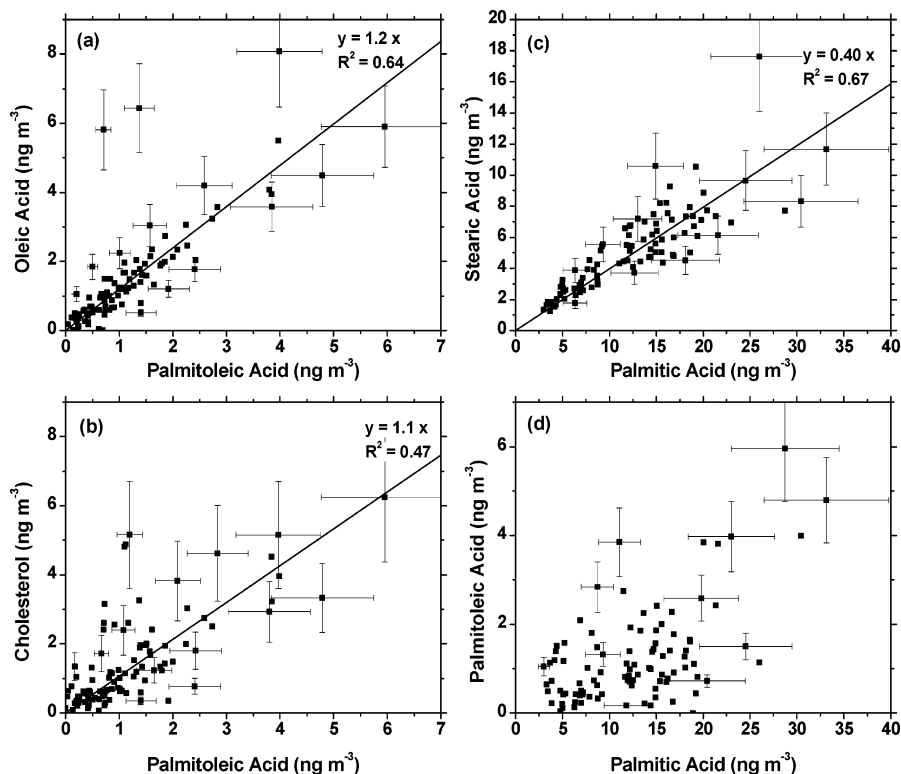 (a)
y = 1.2 x
R² = 0.64
8
6
4
2
0
Oleic Acid (ng m⁻³)
0 1 2 3 4 5 6 7
Palmitoleic Acid (ng m⁻³)
(c)
y = 0.40 x
R² = 0.67
20
18
16
14
12
10
8
6
4
2
0
Stearic Acid (ng m⁻³)
0 5 10 15 20 25 30 35 40
Palmitic Acid (ng m⁻³)
(b)
y = 1.1 x
R² = 0.47
8
6
4
2
0
Cholesterol (ng m⁻³)
0 1 2 3 4 5 6 7
Palmitoleic Acid (ng m⁻³)
(d)
6
4
2
0
Palmitoleic Acid (ng m⁻³)
0 5 10 15 20 25 30 35 40
Palmitic Acid (ng m⁻³)